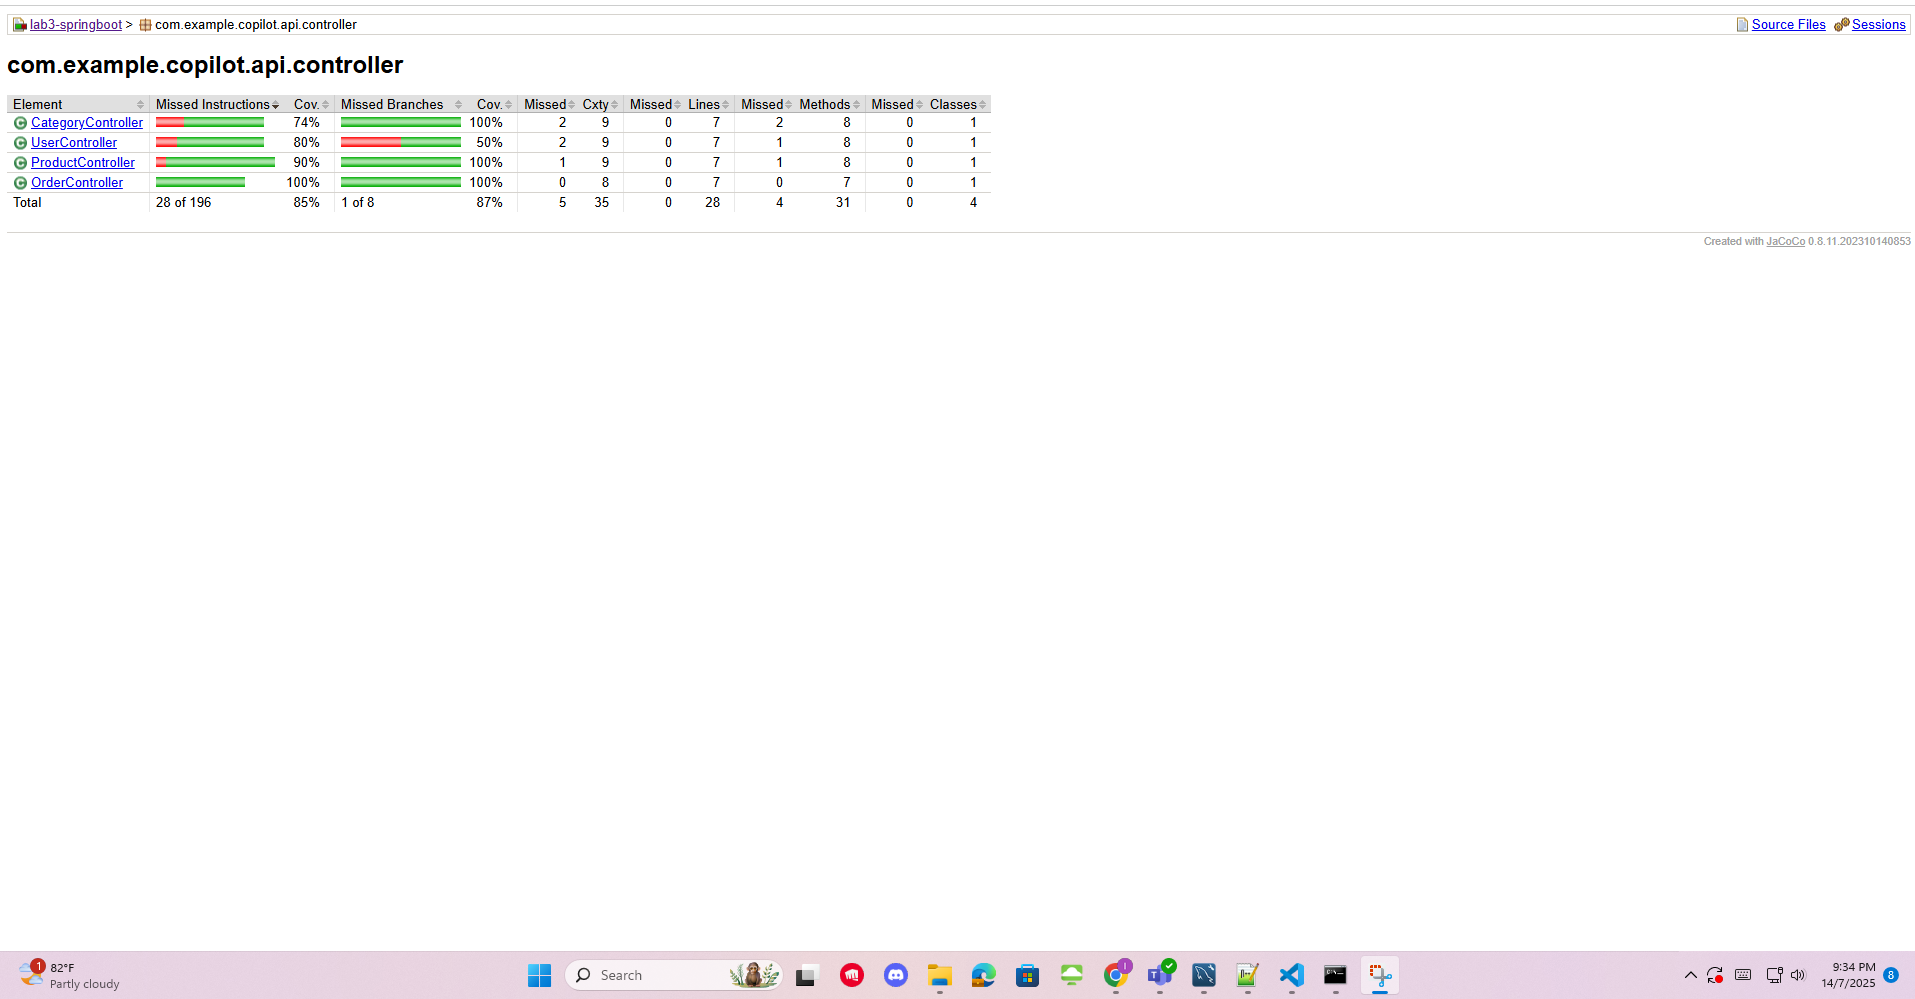 lab3-springboot > com.example.copilot.api.controller Source Files Sessions
com.example.copilot.api.controller
Element Missed Instructions Cov. Missed Branches Cov. Missed Cxty Missed Lines Missed Methods Missed Classes
CategoryController 74% 100% 2 9 0 7 2 8 0 1
UserController 80% 50% 2 9 0 7 1 8 0 1
ProductController 90% 100% 1 9 0 7 1 8 0 1
OrderController 100% 100% 0 8 0 7 0 7 0 1
Total 28 of 196 85% 1 of 8 87% 5 35 0 28 4 31 0 4
Created with JaCoCo 0.8.11.202310140853
1
82°F
Partly cloudy
Search
9:34 PM
14/7/2025
8